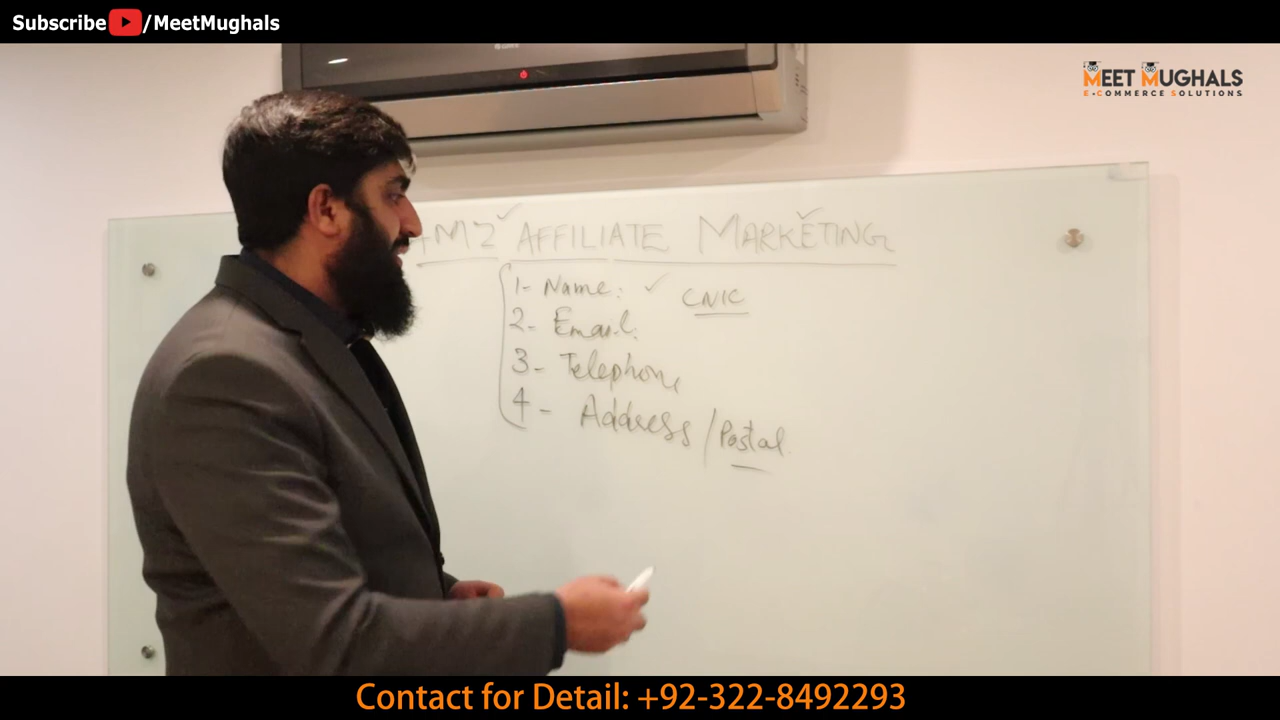 Subscribe /MeetMughals
MEET MUGHALS
E-COMMERCE SOLUTIONS
AFFILIATE MARKETING
1- Name: ✓ CNIC
2- Email.
3- Telephone
4- Address / Postal
Contact for Detail: +92-322-8492293